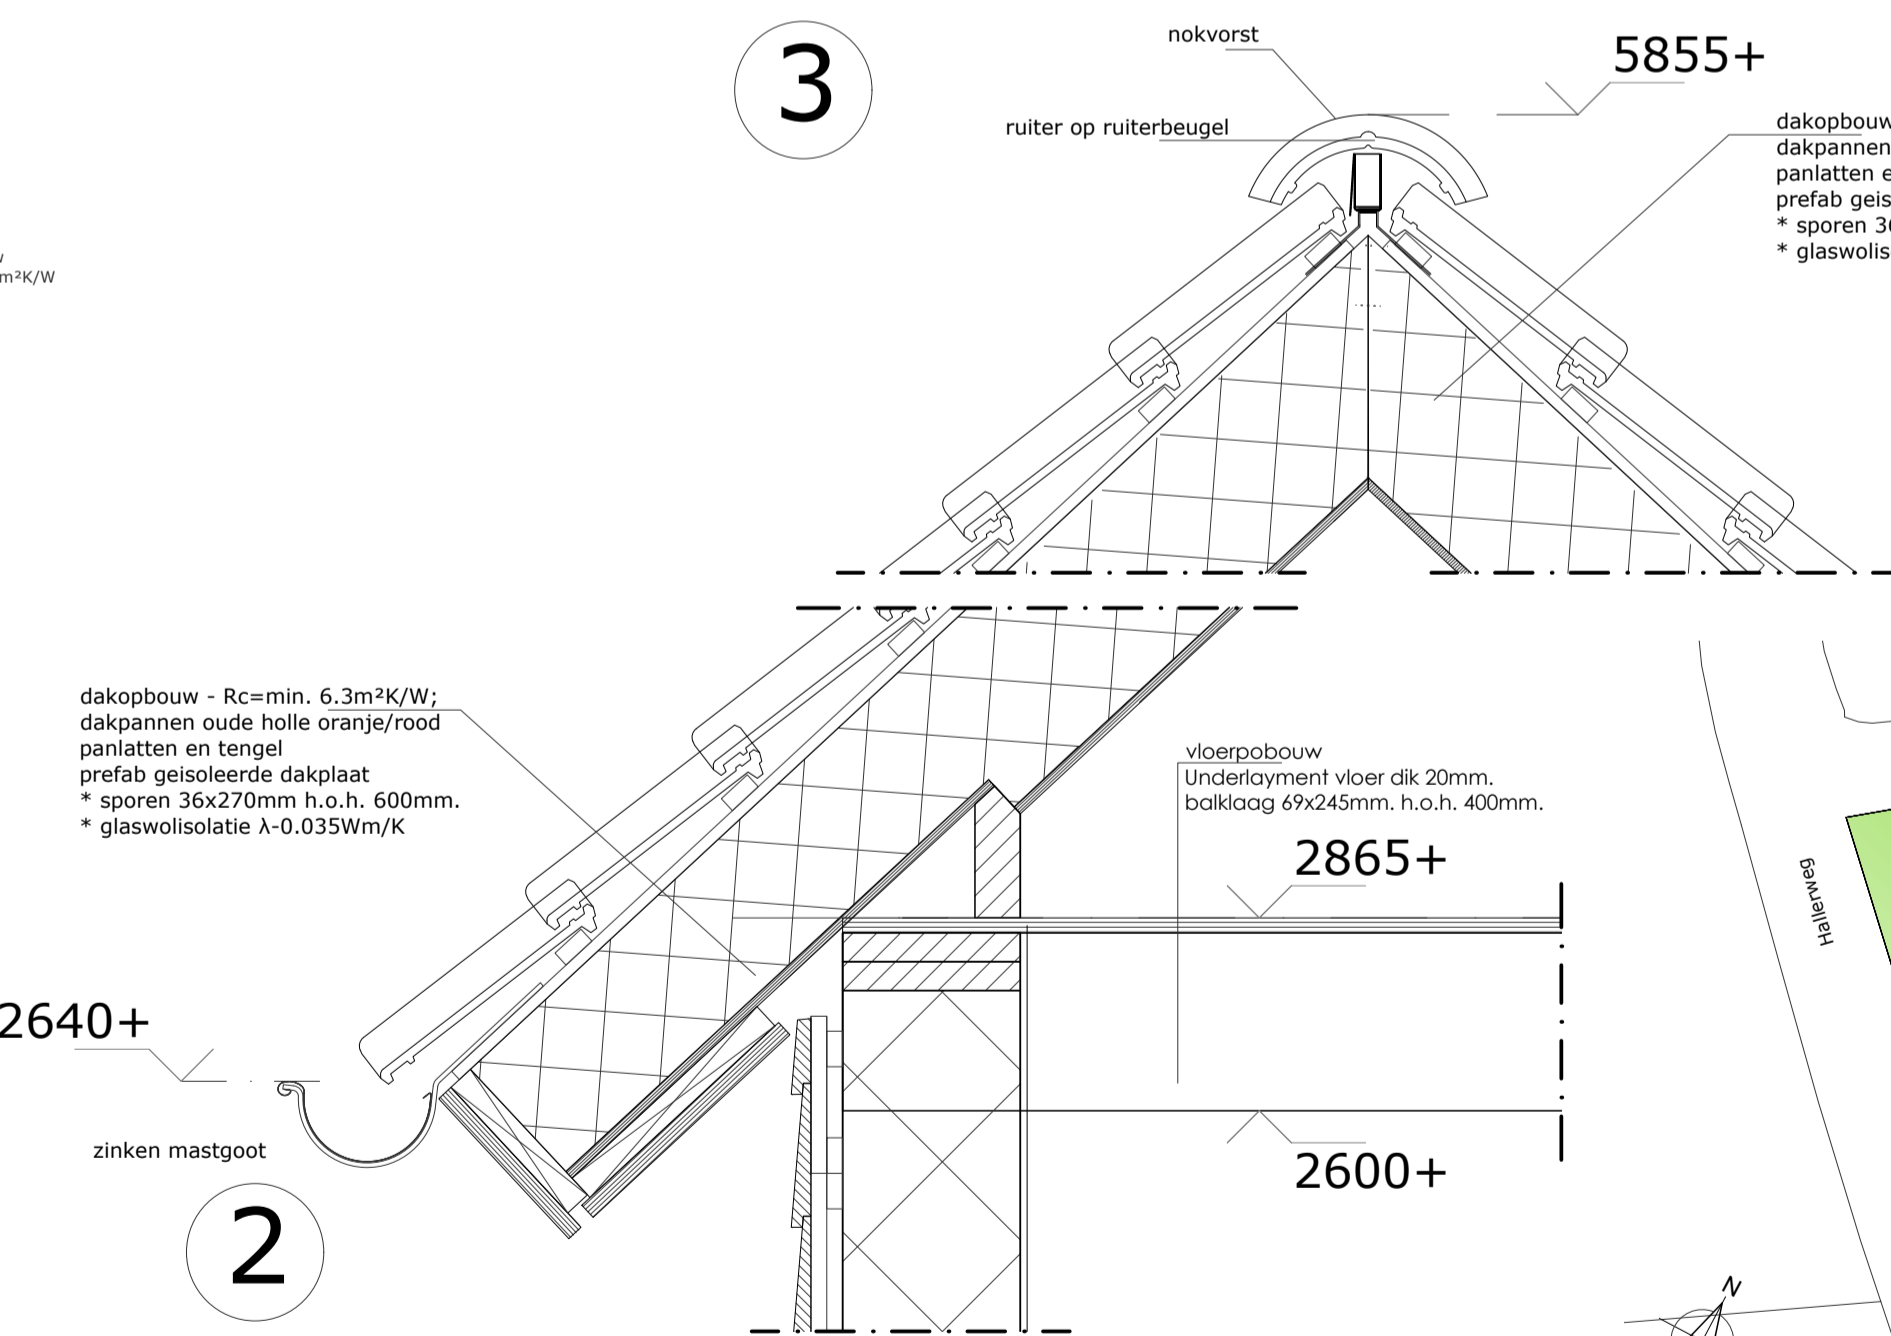 3
nokvorst
ruiter op ruiterbeugel
5855+
dakopbouw
dakpannen
panlatten e
prefab geis
* sporen 36
* glaswolis
m²K/W
dakopbouw - Rc=min. 6.3m²K/W;
dakpannen oude holle oranje/rood
panlatten en tengel
prefab geisoleerde dakplaat
* sporen 36x270mm h.o.h. 600mm.
* glaswolisolatie λ-0.035Wm/K
vloerpobouw
Underlayment vloer dik 20mm.
balklaag 69x245mm. h.o.h. 400mm.
2865+
Hallerweg
2640+
zinken mastgoot
2600+
2
N